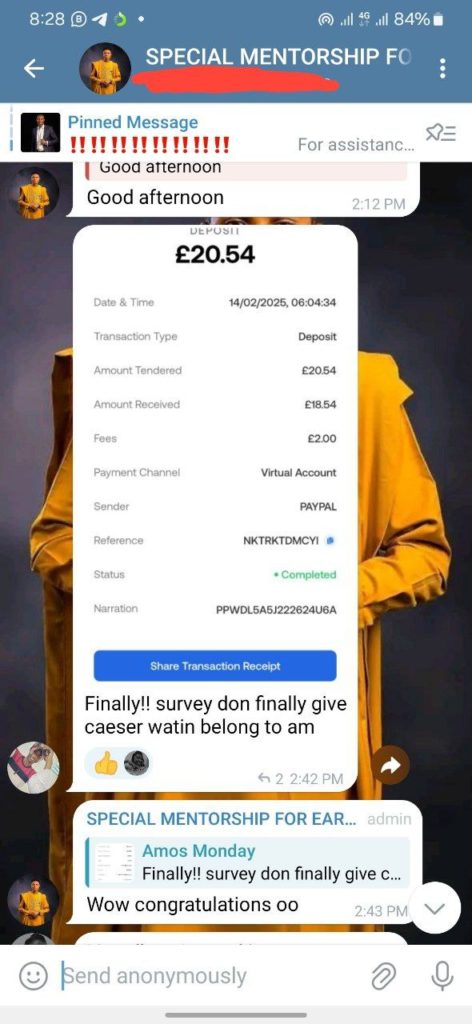 8:28
4G
84%
SPECIAL MENTORSHIP FO
Pinned Message
‼️‼️‼️‼️‼️‼️‼️‼️‼️‼️‼️‼️
For assistanc...
Good afternoon
Good afternoon
2:12 PM
DEPOSIT
£20.54
Date & Time 14/02/2025, 06:04:34
Transaction Type Deposit
Amount Tendered £20.54
Amount Received £18.54
Fees £2.00
Payment Channel Virtual Account
Sender PAYPAL
Reference NKTRKTDMCYI
Status • Completed
Narration PPWDL5A5J222624U6A
Share Transaction Receipt
Finally!! survey don finally give
caeser watin belong to am
2 2:42 PM
SPECIAL MENTORSHIP FOR EAR... admin
Amos Monday
Finally!! survey don finally give c...
Wow congratulations oo
2:43 PM
Send anonymously